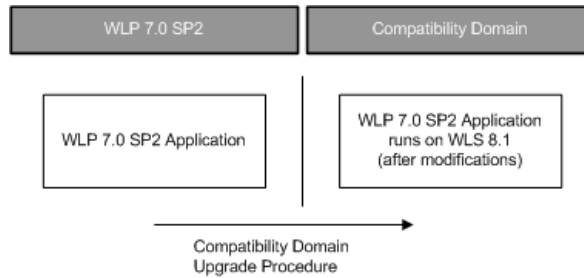 WLP 7.0 SP2
Compatibility Domain
WLP 7.0 SP2 Application
WLP 7.0 SP2 Application
runs on WLS 8.1
(after modifications)
Compatibility Domain
Upgrade Procedure